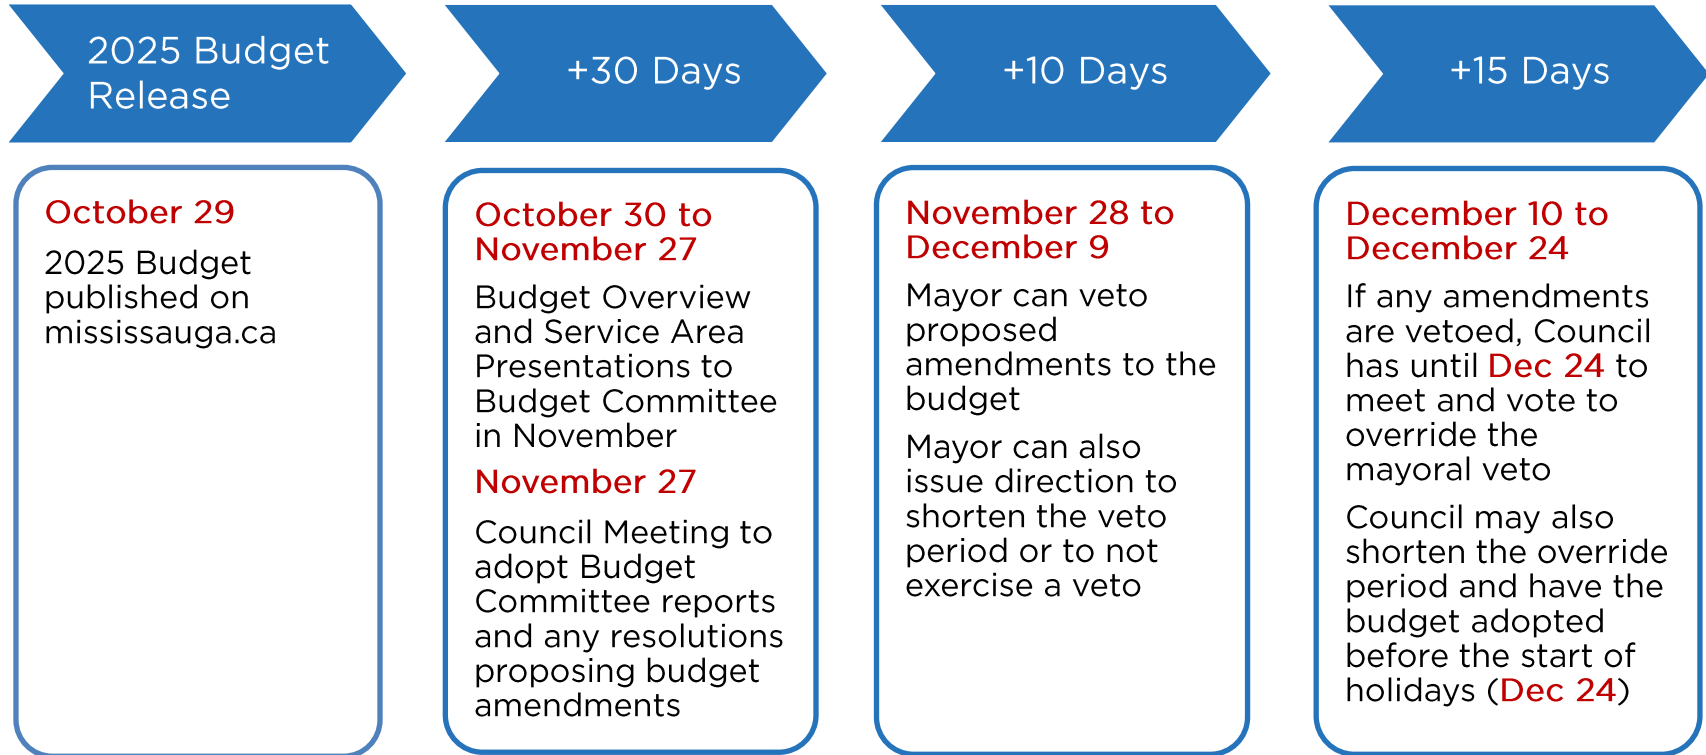 2025 Budget
Release
+30 Days
+10 Days
+15 Days
October 29
2025 Budget
published on
mississauga.ca
October 30 to
November 27
Budget Overview
and Service Area
Presentations to
Budget Committee
in November
November 27
Council Meeting to
adopt Budget
Committee reports
and any resolutions
proposing budget
amendments
November 28 to
December 9
Mayor can veto
proposed
amendments to the
budget
Mayor can also
issue direction to
shorten the veto
period or to not
exercise a veto
December 10 to
December 24
If any amendments
are vetoed, Council
has until Dec 24 to
meet and vote to
override the
mayoral veto
Council may also
shorten the override
period and have the
budget adopted
before the start of
holidays (Dec 24)